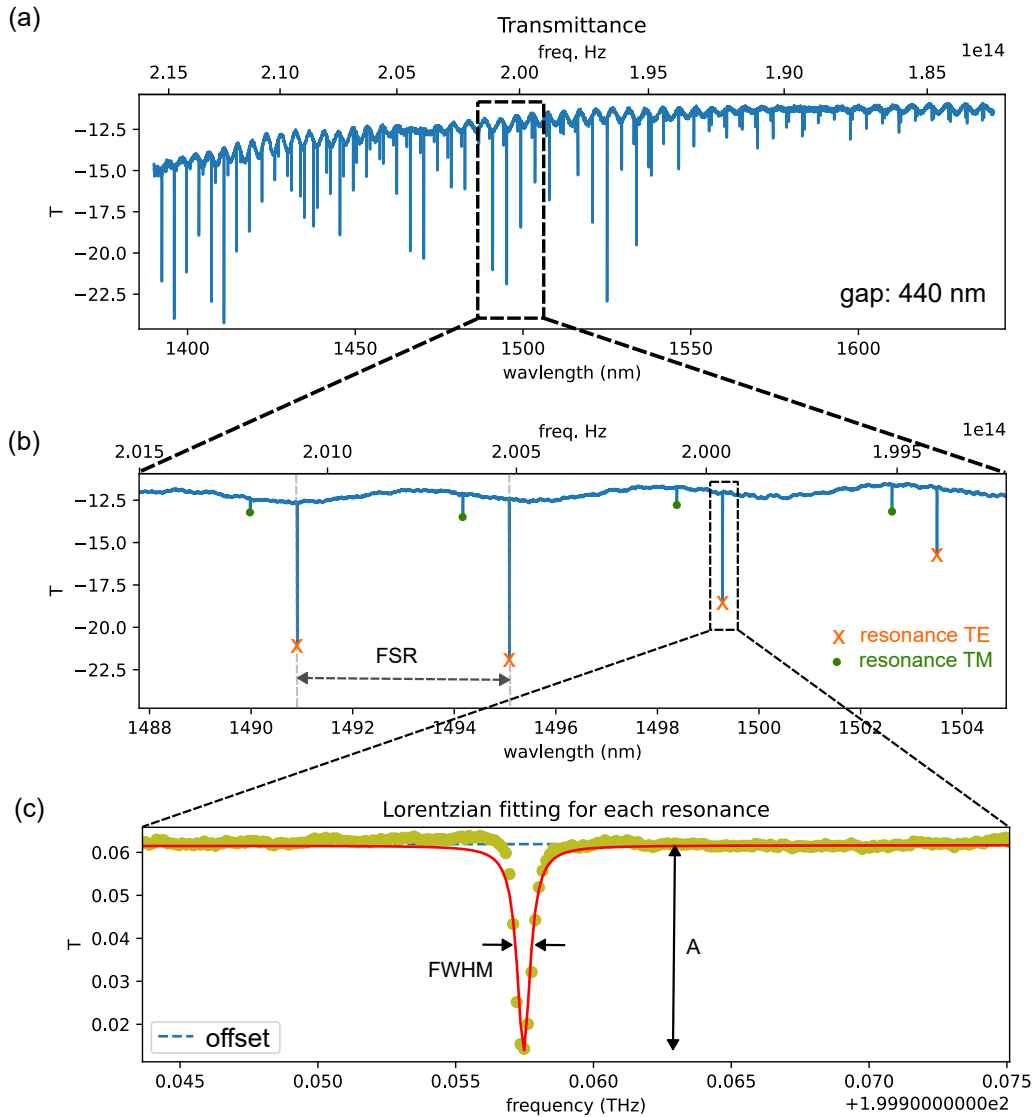 (a)
Transmittance
freq. Hz
1e14
2.15 2.10 2.05 2.00 1.95 1.90 1.85
−12.5
−15.0
−17.5
−20.0
−22.5
T
gap: 440 nm
1400 1450 1500 1550 1600
wavlength (nm)
(b)
freq. Hz
1e14
2.015 2.010 2.005 2.000 1.995
−12.5
−15.0
−17.5
−20.0
−22.5
T
FSR
x resonance TE
resonance TM
1488 1490 1492 1494 1496 1498 1500 1502 1504
wavlength (nm)
(c)
Lorentzian fitting for each resonance
0.06
0.05
0.04
0.03
0.02
T
FWHM
A
offset
0.045 0.050 0.055 0.060 0.065 0.070 0.075
frequency (THz)
+1.9990000000e2